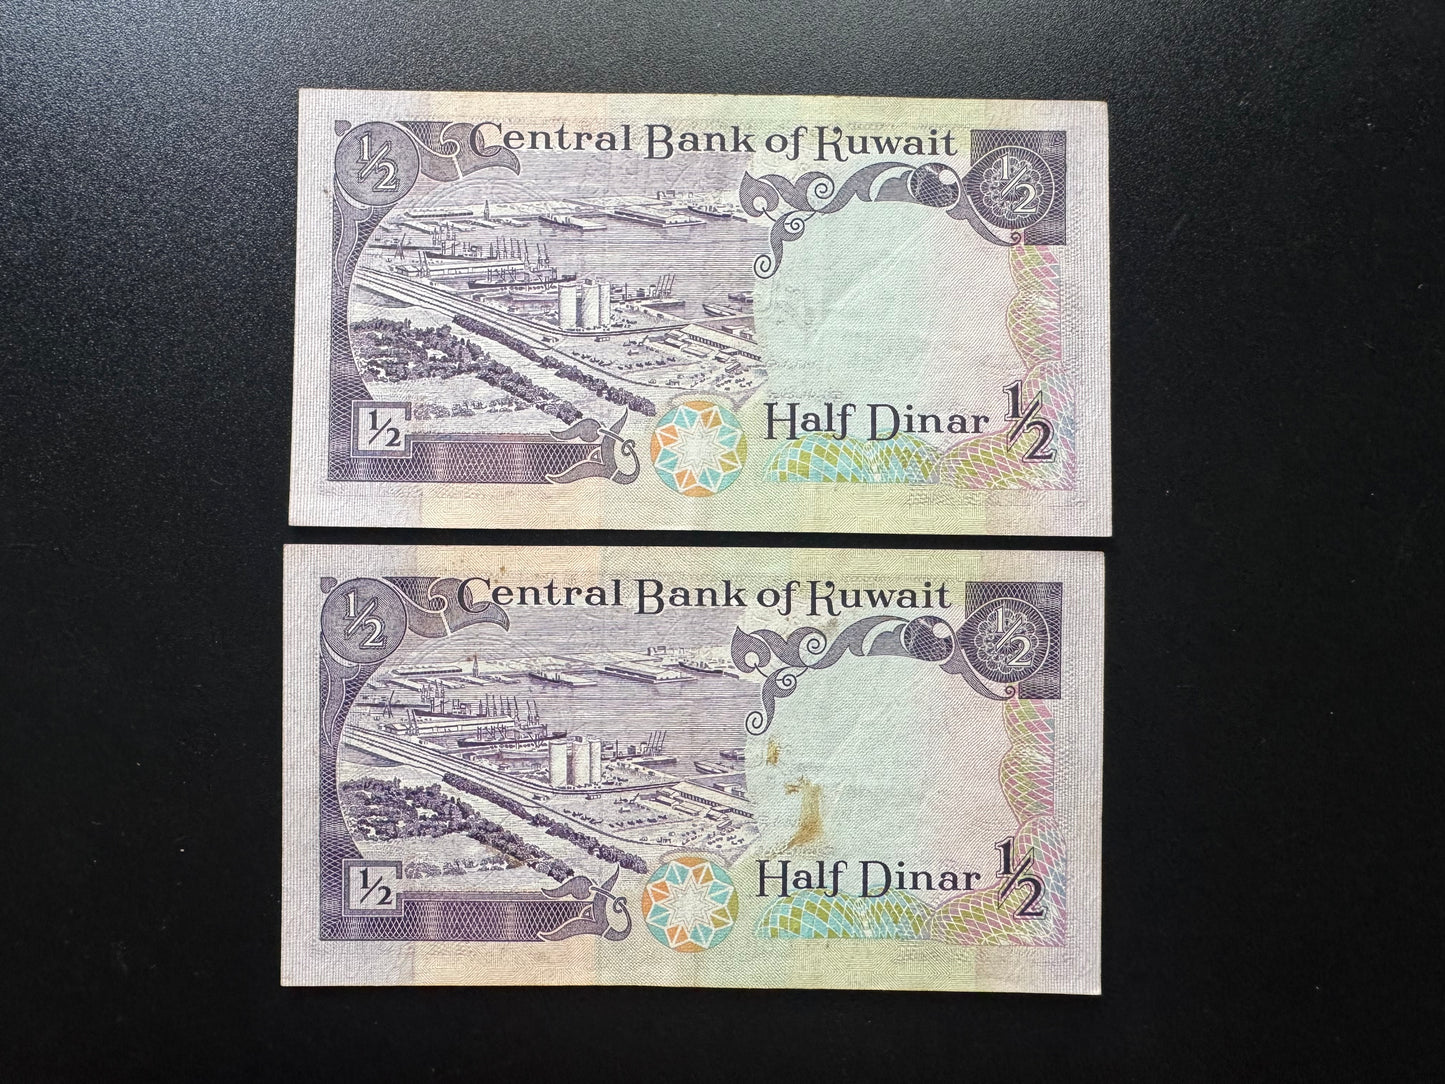 1/2 Central Bank of Kuwait 1/2
1/2 Half Dinar 1/2
1/2 Central Bank of Kuwait 1/2
1/2 Half Dinar 1/2